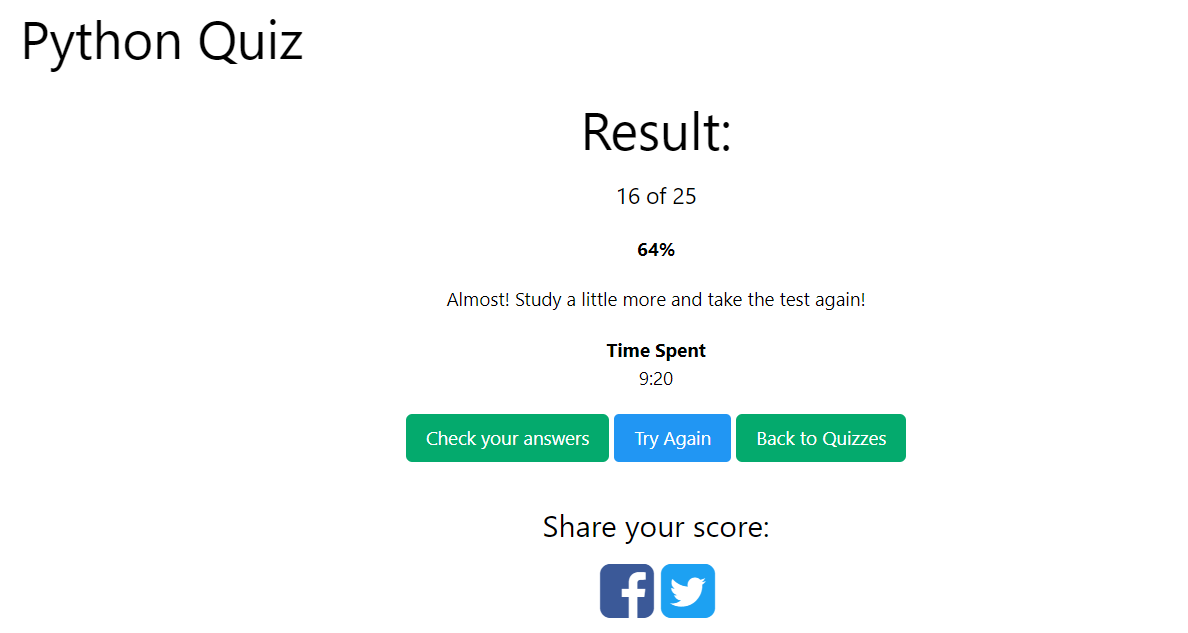 Python Quiz
Result:
16 of 25
64%
Almost! Study a little more and take the test again!
Time Spent
9:20
Check your answers Try Again Back to Quizzes
Share your score: